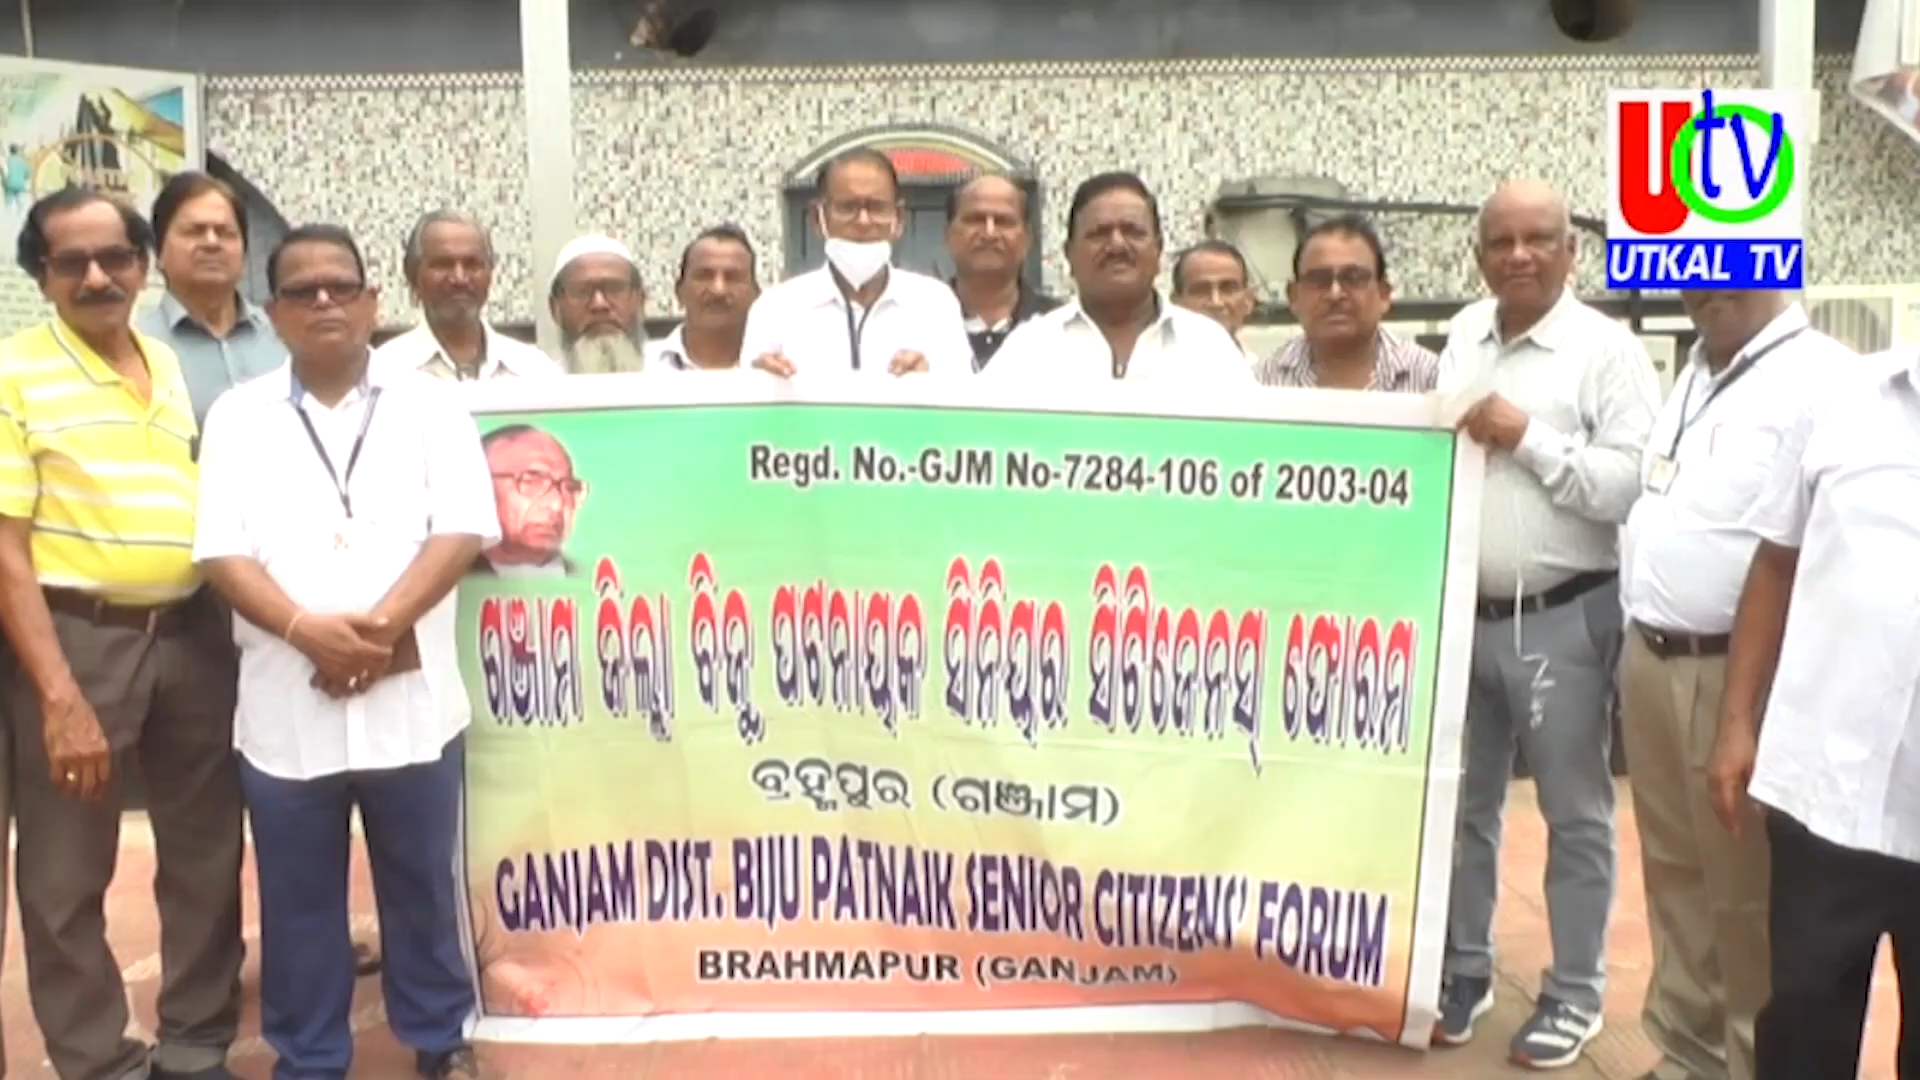 UTV
UTKAL TV
Regd. No.-GJM No-7284-106 of 2003-04
ଗଞ୍ଜାମ ଜିଲ୍ଲା ବିଜୁ ପଟ୍ଟନାୟକ ସିନିୟର ସିଟିଜେନସ୍ ଫୋରମ
ବ୍ରହ୍ମପୁର (ଗଞ୍ଜାମ)
GANJAM DIST. BIJU PATNAIK SENIOR CITIZENS' FORUM
BRAHMAPUR (GANJAM)